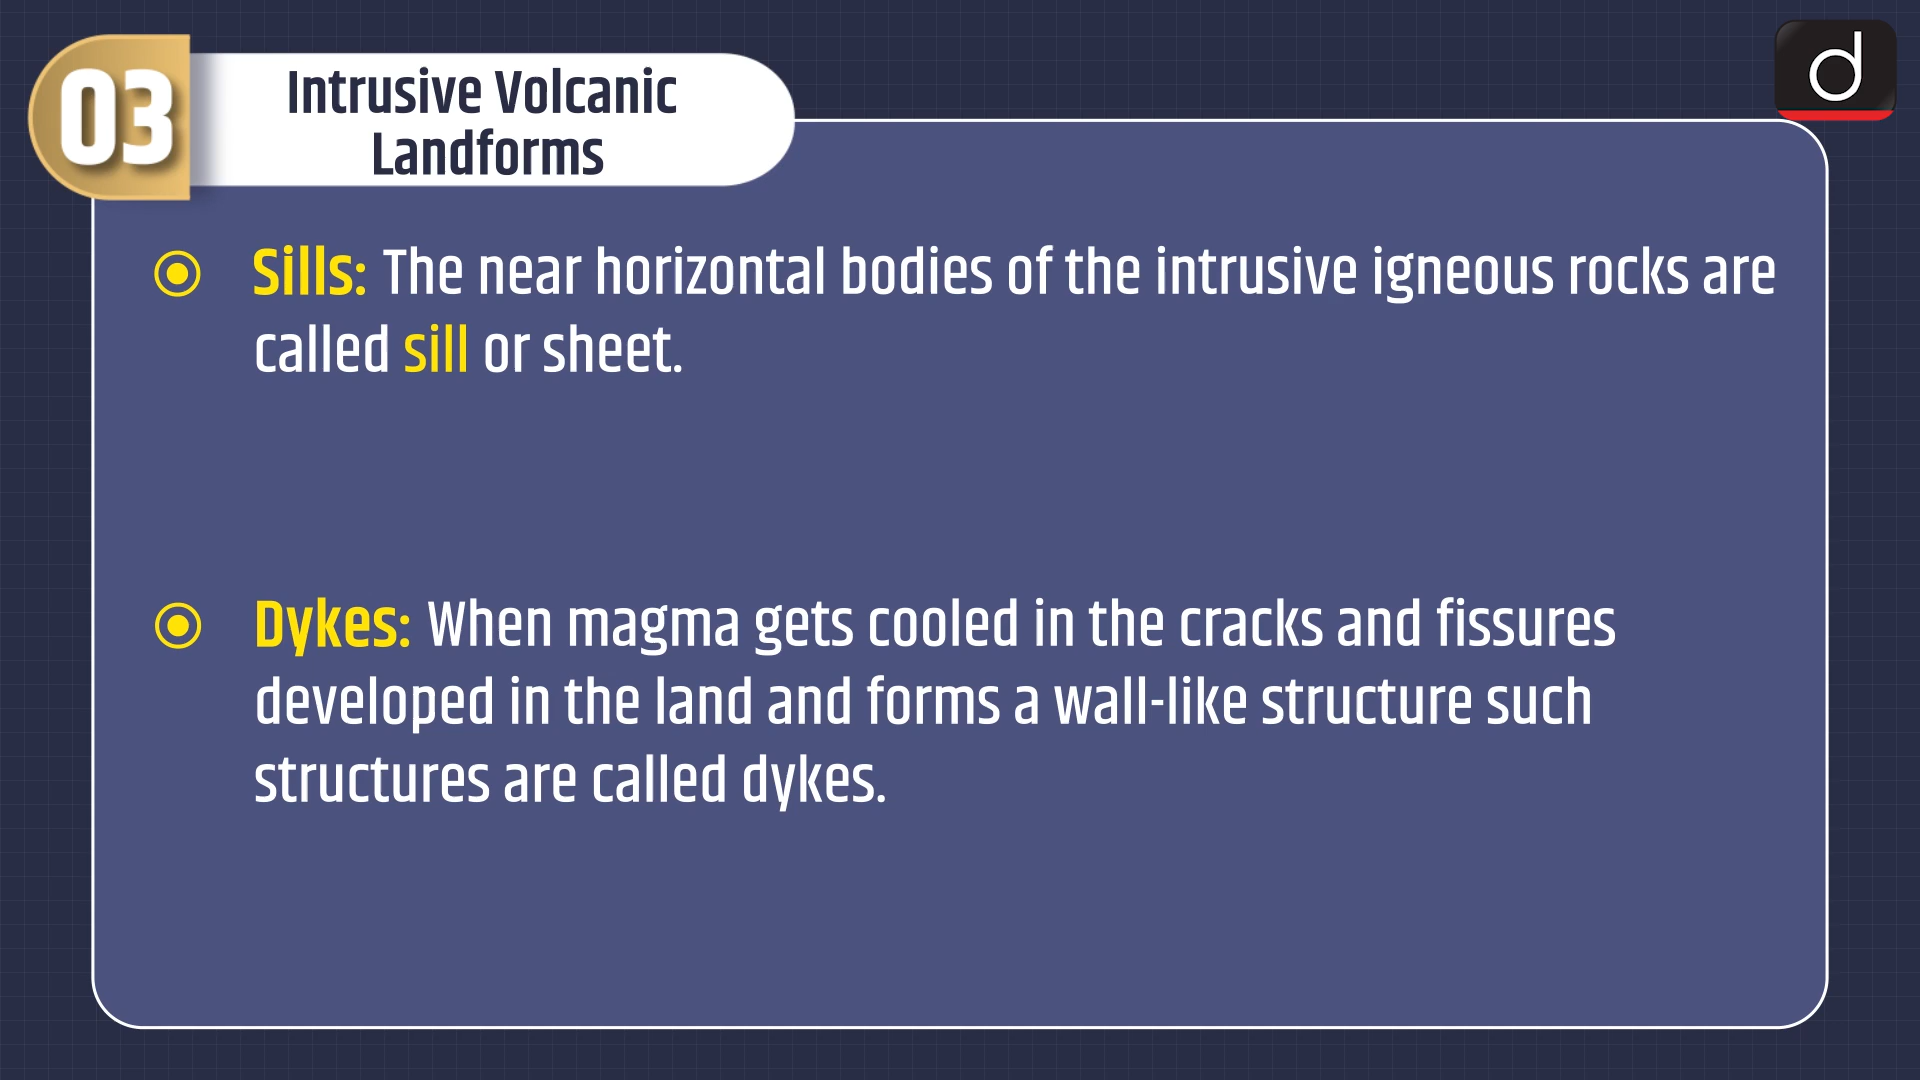 03
Intrusive Volcanic
Landforms
d
Sills: The near horizontal bodies of the intrusive igneous rocks are
called sill or sheet.
Dykes: When magma gets cooled in the cracks and fissures
developed in the land and forms a wall-like structure such
structures are called dykes.